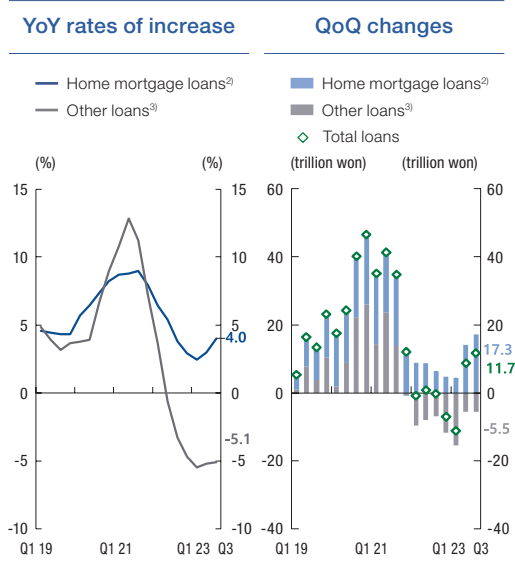 YoY rates of increase
Home mortgage loans2)
Other loans3)
(%) (%)
15 15
10 10
5 5
4.0
0 0
-5.1
-5 -5
-10 -10
Q1 19 Q1 21 Q1 23 Q3
QoQ changes
Home mortgage loans2)
Other loans3)
Total loans
(trillion won) (trillion won)
60 60
40 40
20 20
17.3
11.7
0 0
-5.5
-20 -20
-40 -40
Q1 19 Q1 21 Q1 23 Q3